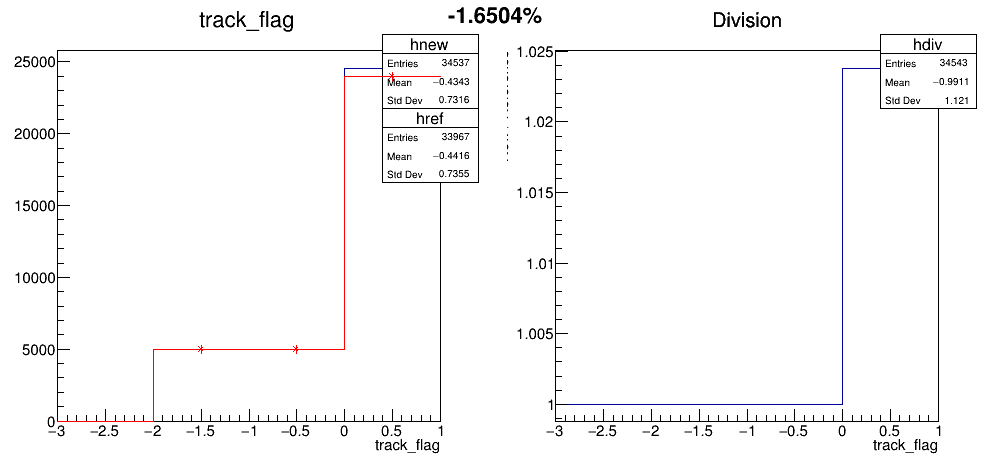 -1.6504%
track_flag
hnew
Entries 34537
Mean −0.4343
Std Dev 0.7316
href
Entries 33967
Mean −0.4416
Std Dev 0.7355
25000
20000
15000
10000
5000
0
−3 −2.5 −2 −1.5 −1 −0.5 0 0.5 1
track_flag
Division
hdiv
Entries 34543
Mean −0.9911
Std Dev 1.121
1.025
1.02
1.015
1.01
1.005
1
−3 −2.5 −2 −1.5 −1 −0.5 0 0.5 1
track_flag